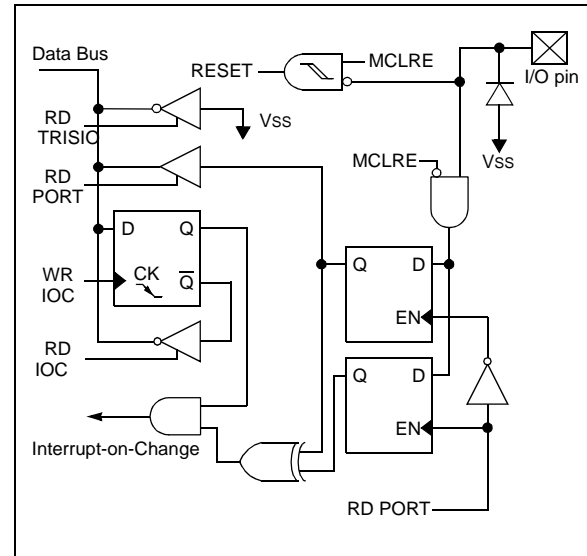 Data Bus
MCLRE
RESET
I/O pin
RD
TRISIO
VSS
VSS
RD
PORT
MCLRE
D
Q
Q
D
WR
IOC
CK
Q
EN
RD
IOC
Q
D
EN
Interrupt-on-Change
RD PORT